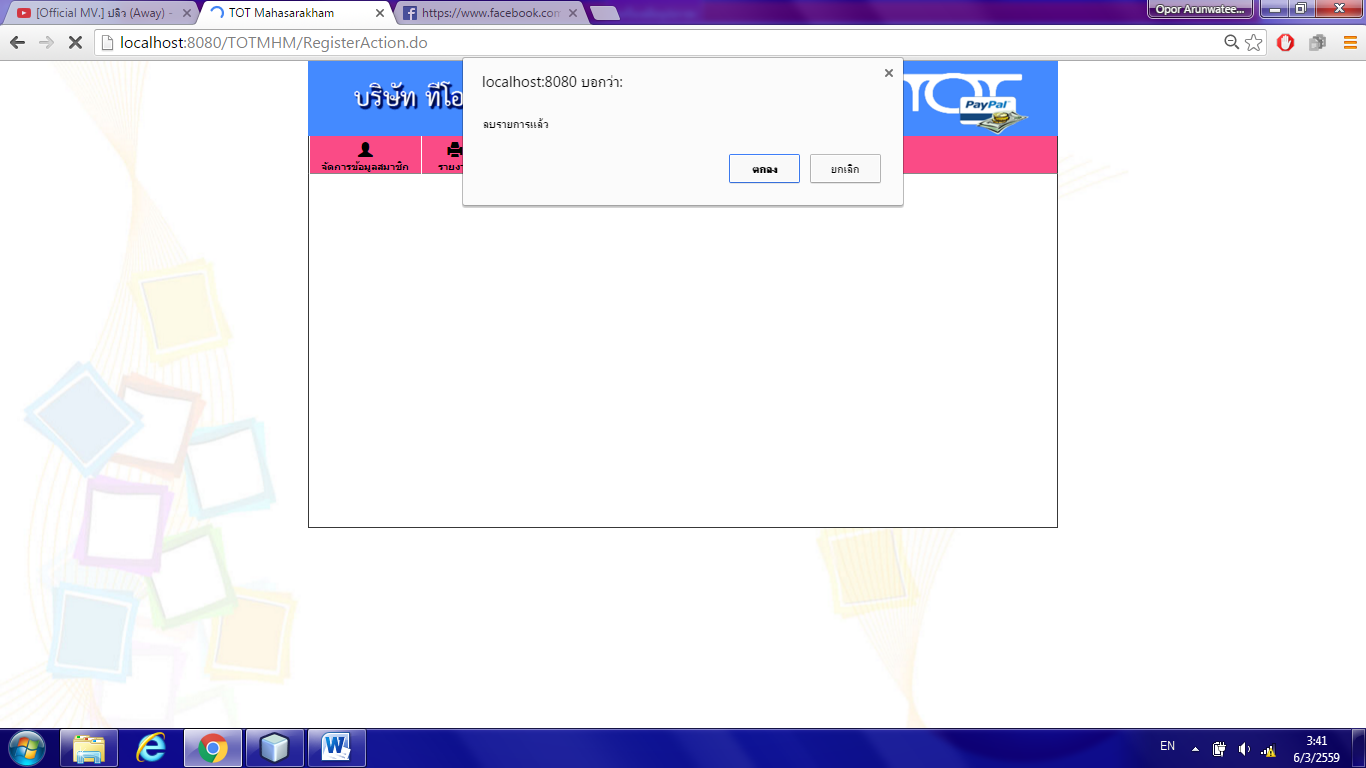 [Official MV.] ปลิว (Away) -
TOT Mahasarakham
https://www.facebook.com
Opor Arunwatee...
localhost:8080/TOTMHM/RegisterAction.do
บริษัท ทีโอ
TOT
PayPal
จัดการข้อมูลสมาชิก
รายงา
localhost:8080 บอกว่า:
ลบรายการแล้ว
ตกลง
ยกเลิก
EN
3:41
6/3/2559